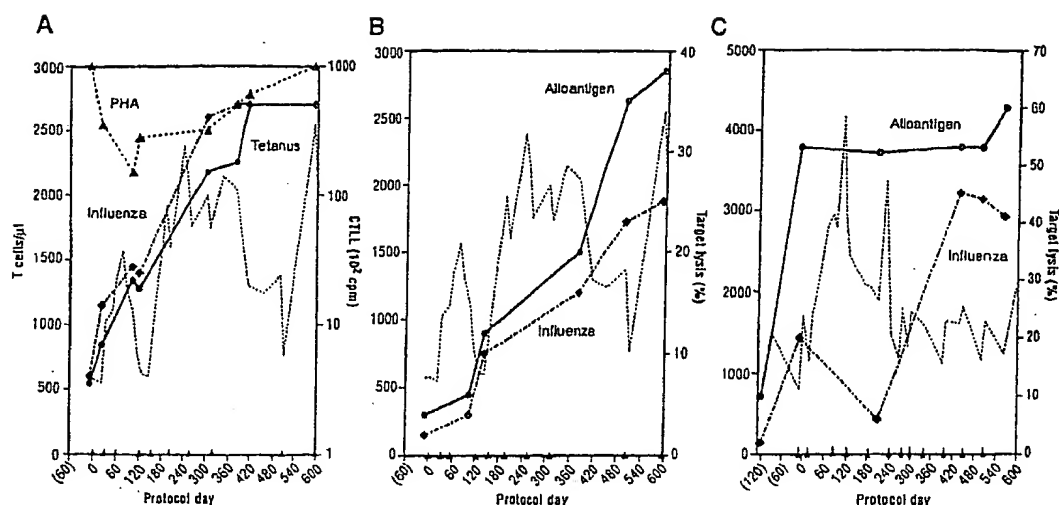 A
B
C
3000
2500
2000
1500
1000
500
0
T cells/µl
1000
100
10
1
CTLL (10² cpm)
PHA
Tetanus
Influenza
(60) 0 60 120 180 240 300 360 420 480 540 600
Protocol day
3000
2500
2000
1500
1000
500
0
40
30
20
10
0
Target lysis (%)
Alloantigen
Influenza
(60) 0 60 120 180 240 300 360 420 480 540 600
Protocol day
5000
4000
3000
2000
1000
0
70
60
50
40
30
20
10
0
Target lysis (%)
Alloantigen
Influenza
(120) (60) 0 60 120 180 240 300 360 420 480 540 600
Protocol day